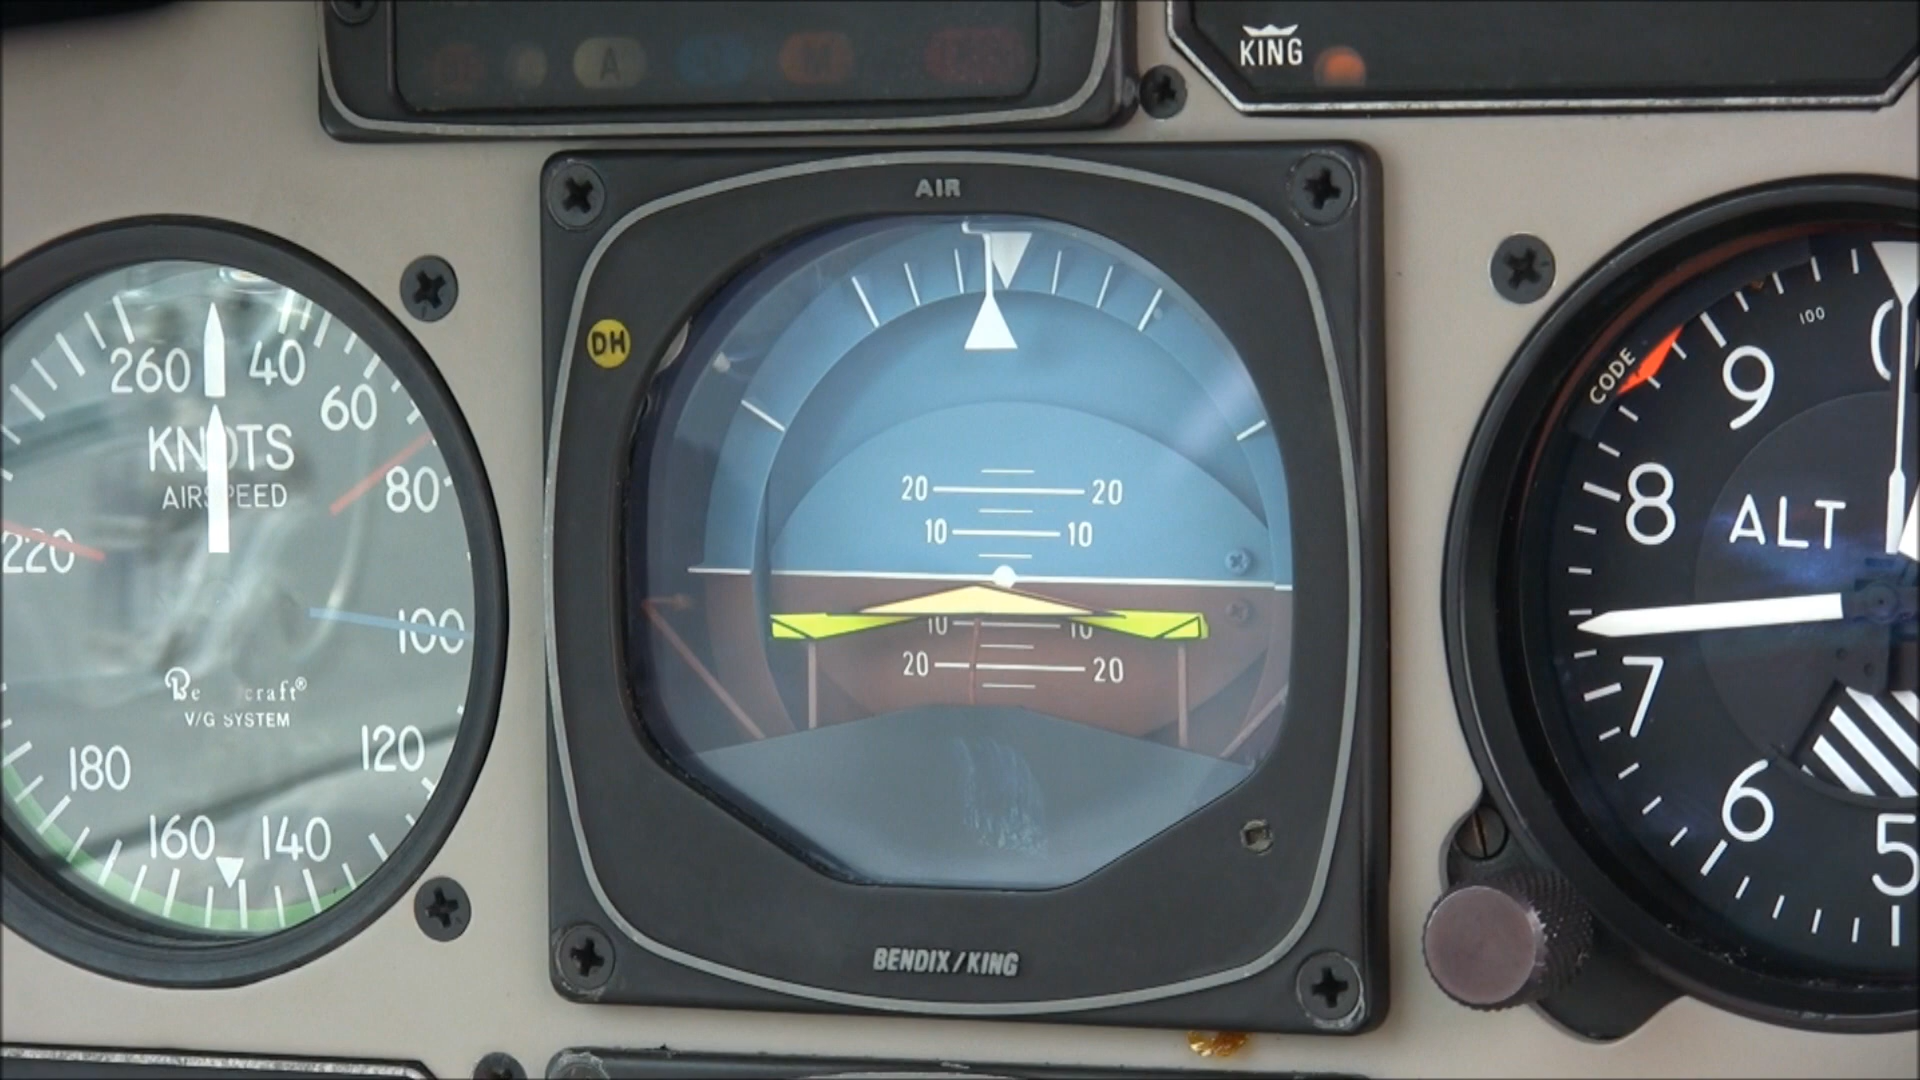 A
KING
AIR
DH
260 40
60
KNOTS
AIRSPEED
80
220
100
V/G SYSTEM
120
180
160 140
20 20
10 10
10 10
20 20
BENDIX/KING
100
CODE
9
8
ALT
7
6
5